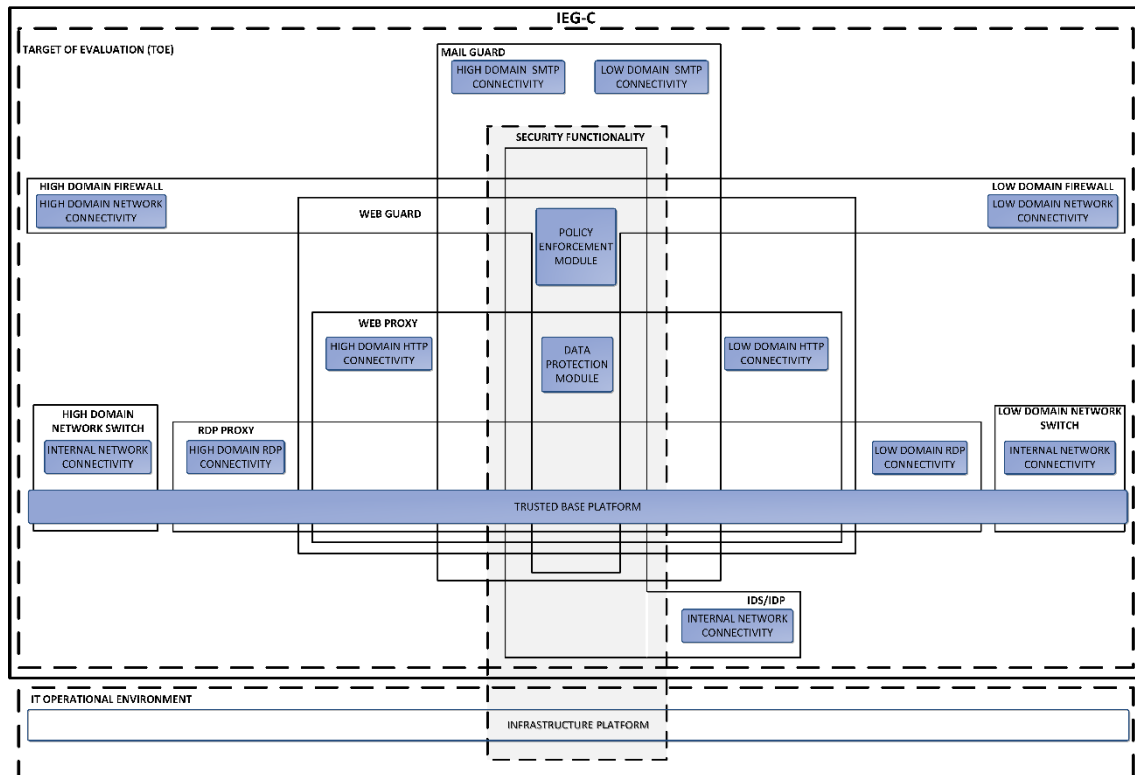 IEG-C
TARGET OF EVALUATION (TOE)
MAIL GUARD
HIGH DOMAIN SMTP
CONNECTIVITY
LOW DOMAIN SMTP
CONNECTIVITY
SECURITY FUNCTIONALITY
HIGH DOMAIN FIREWALL
HIGH DOMAIN NETWORK
CONNECTIVITY
LOW DOMAIN FIREWALL
LOW DOMAIN NETWORK
CONNECTIVITY
WEB GUARD
POLICY
ENFORCEMENT
MODULE
WEB PROXY
HIGH DOMAIN HTTP
CONNECTIVITY
DATA
PROTECTION
MODULE
LOW DOMAIN HTTP
CONNECTIVITY
HIGH DOMAIN
NETWORK SWITCH
INTERNAL NETWORK
CONNECTIVITY
RDP PROXY
HIGH DOMAIN RDP
CONNECTIVITY
LOW DOMAIN RDP
CONNECTIVITY
LOW DOMAIN NETWORK
SWITCH
INTERNAL NETWORK
CONNECTIVITY
TRUSTED BASE PLATFORM
IDS/IDP
INTERNAL NETWORK
CONNECTIVITY
IT OPERATIONAL ENVIRONMENT
INFRASTRUCTURE PLATFORM